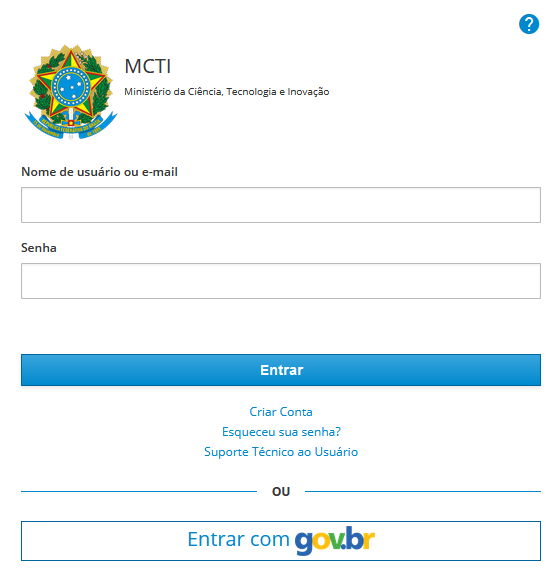 ?
MCTI
Ministério da Ciência, Tecnologia e Inovação
Nome de usuário ou e-mail
Senha
Entrar
Criar Conta
Esqueceu sua senha?
Suporte Técnico ao Usuário
OU
Entrar com gov.br